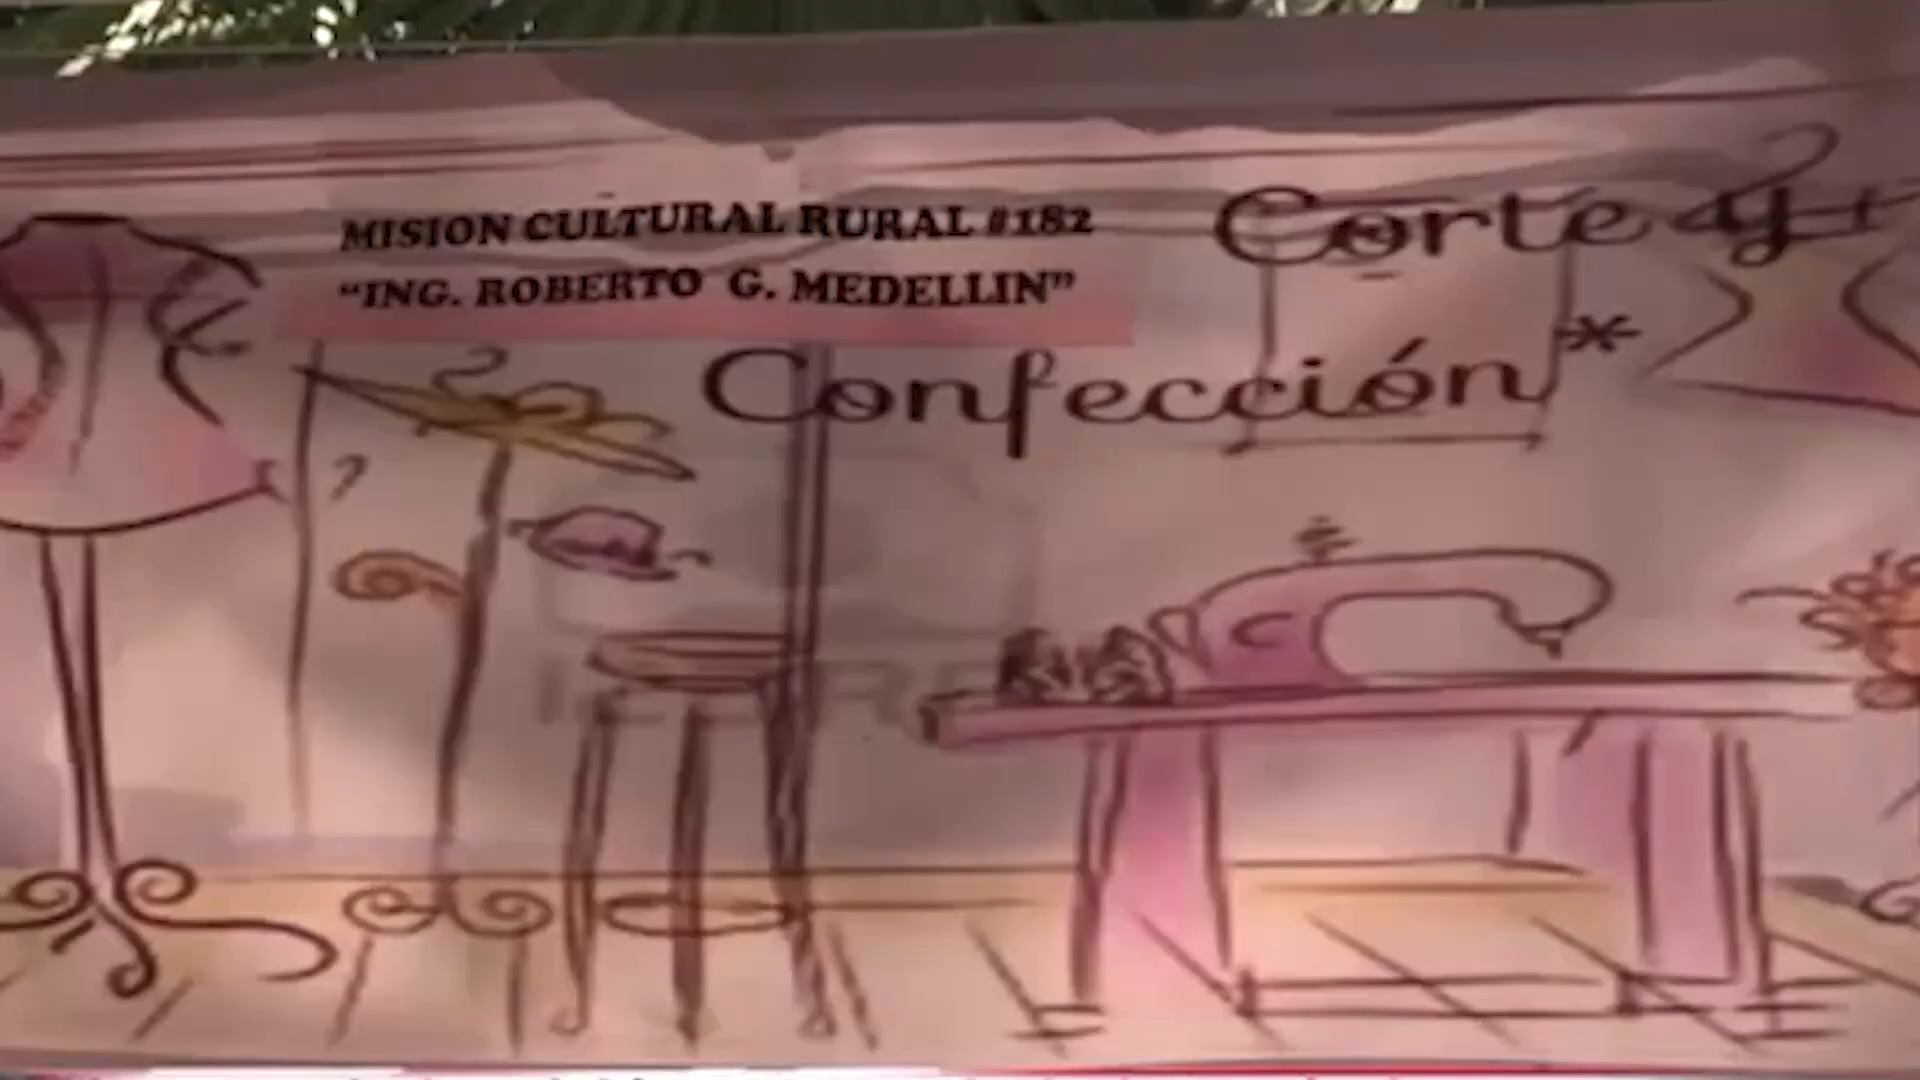 MISION CULTURAL RURAL #182
"ING. ROBERTO G. MEDELLIN"
Corte y
Confección